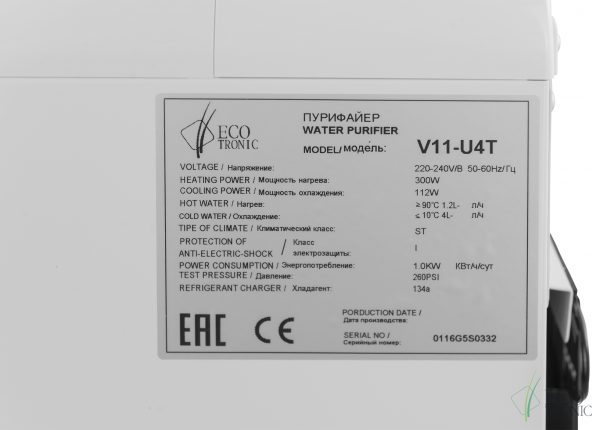 ECO
TRONIC
ПУРИФАЙЕР
WATER PURIFIER
MODEL/модель: V11-U4T
VOLTAGE / Напряжение: 220-240V/B 50-60Hz/Гц
HEATING POWER / Мощность нагрева: 300W
COOLING POWER / Мощность охлаждения: 112W
HOT WATER / Нагрев: ≥90℃ 1.2L- л/ч
COLD WATER / Охлаждение: ≤10℃ 4L- л/ч
TIPE OF CLIMATE / Климатический класс: ST
PROTECTION OF ANTI-ELECTRIC-SHOCK / Класс электрозащиты: I
POWER CONSUMPTION / Энергопотребление: 1.0KW КВт/ч/сут
TEST PRESSURE / Давление: 260PSI
REFRIGERANT CHARGER / Хладагент: 134a
PORDUCTION DATE /
Дата производства:
EAC CE
SERIAL NO /
Серийный номер: 0116G5S0332
TRONIC